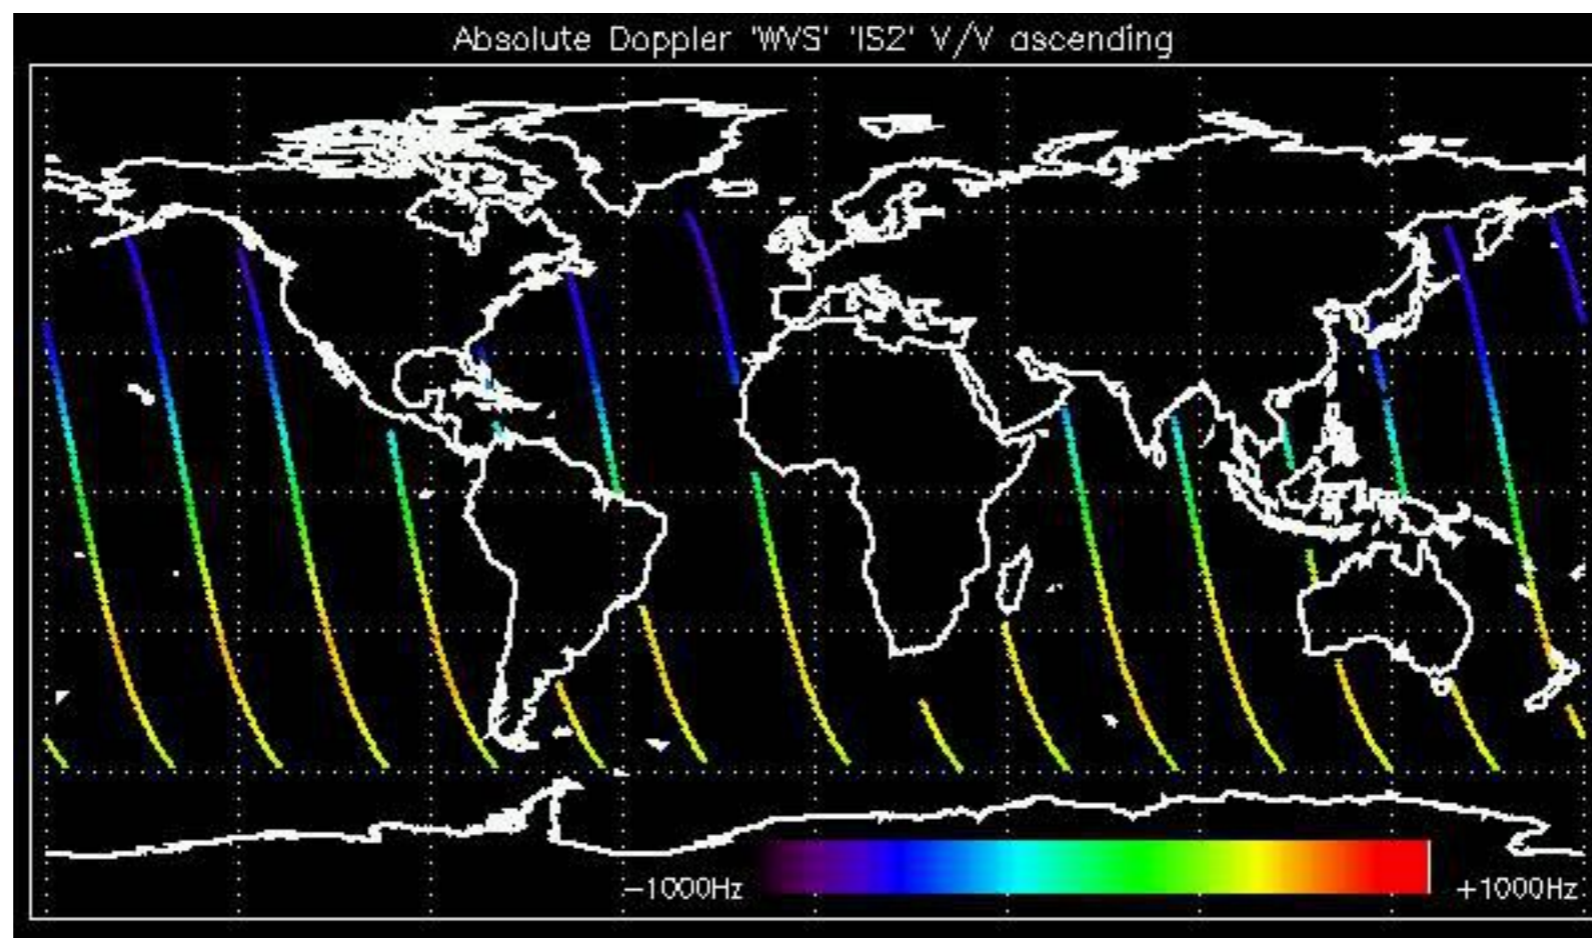 Absolute Doppler 'WVS' 'IS2' V/V ascending
−1000Hz +1000Hz